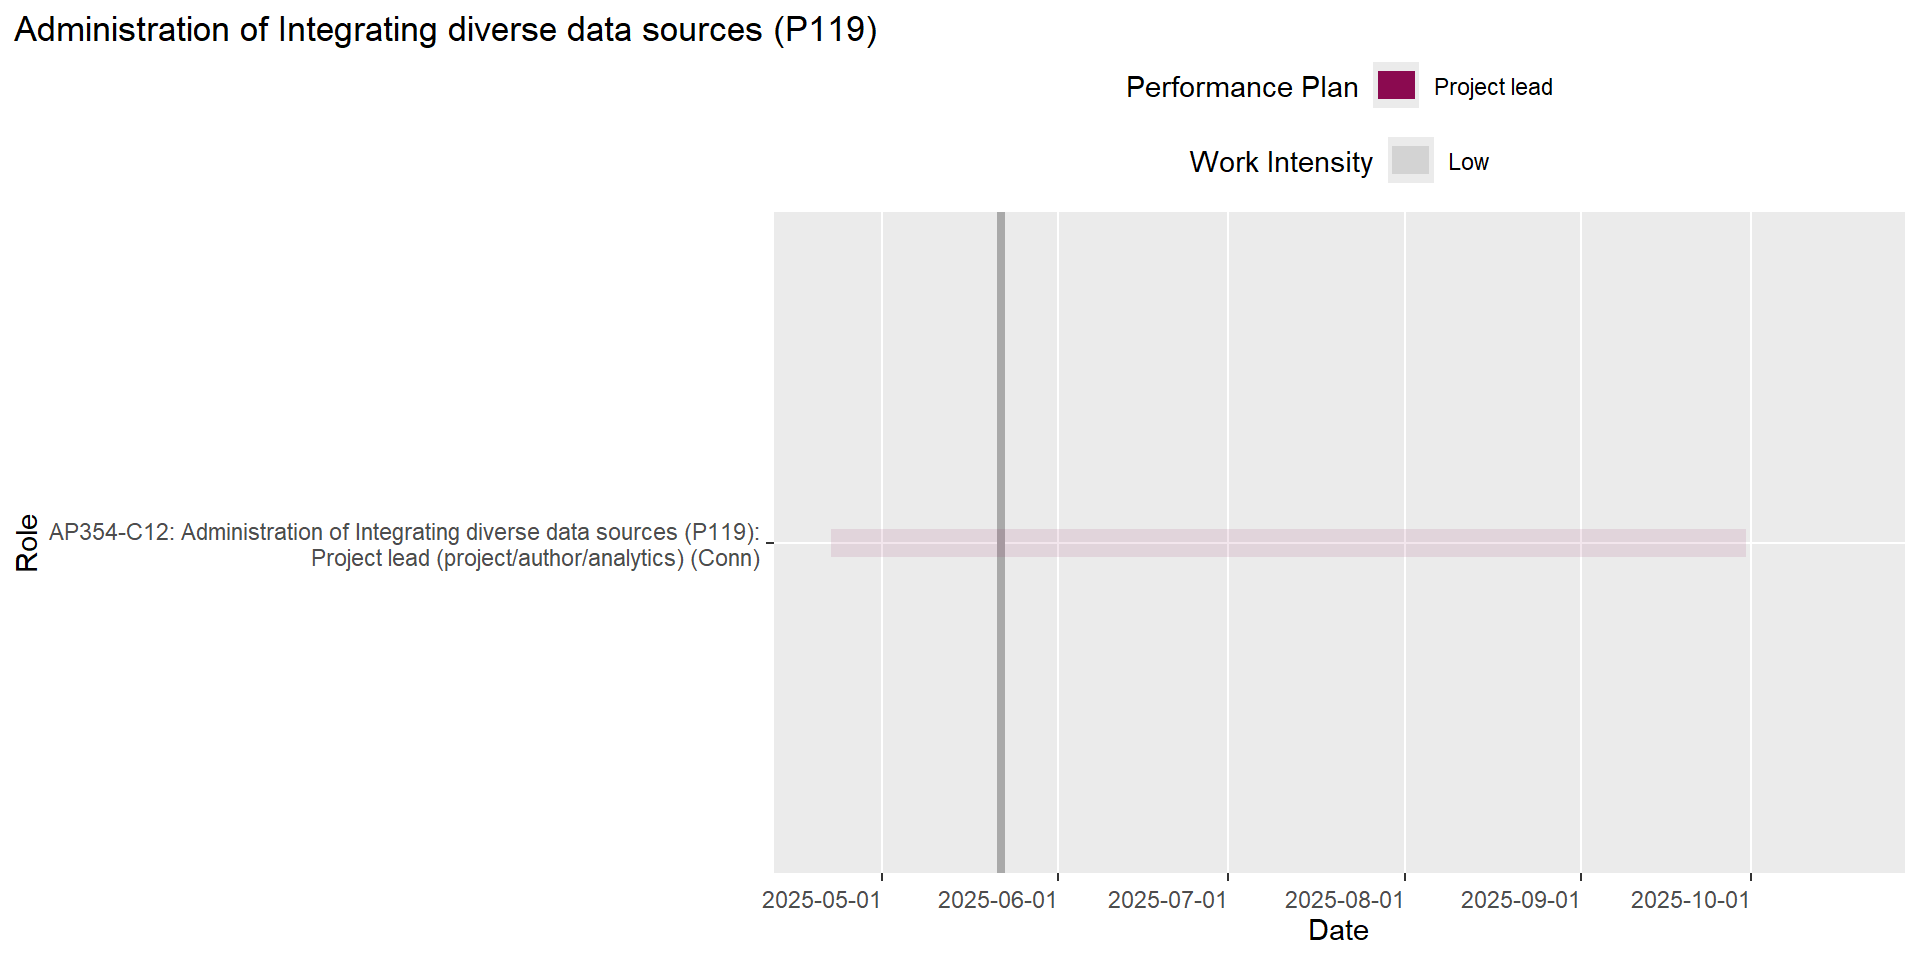 Administration of Integrating diverse data sources (P119)
Performance Plan
Project lead
Work Intensity
Low
Role
AP354-C12: Administration of Integrating diverse data sources (P119):
Project lead (project/author/analytics) (Conn)
2025-05-01
2025-06-01
2025-07-01
2025-08-01
2025-09-01
2025-10-01
Date